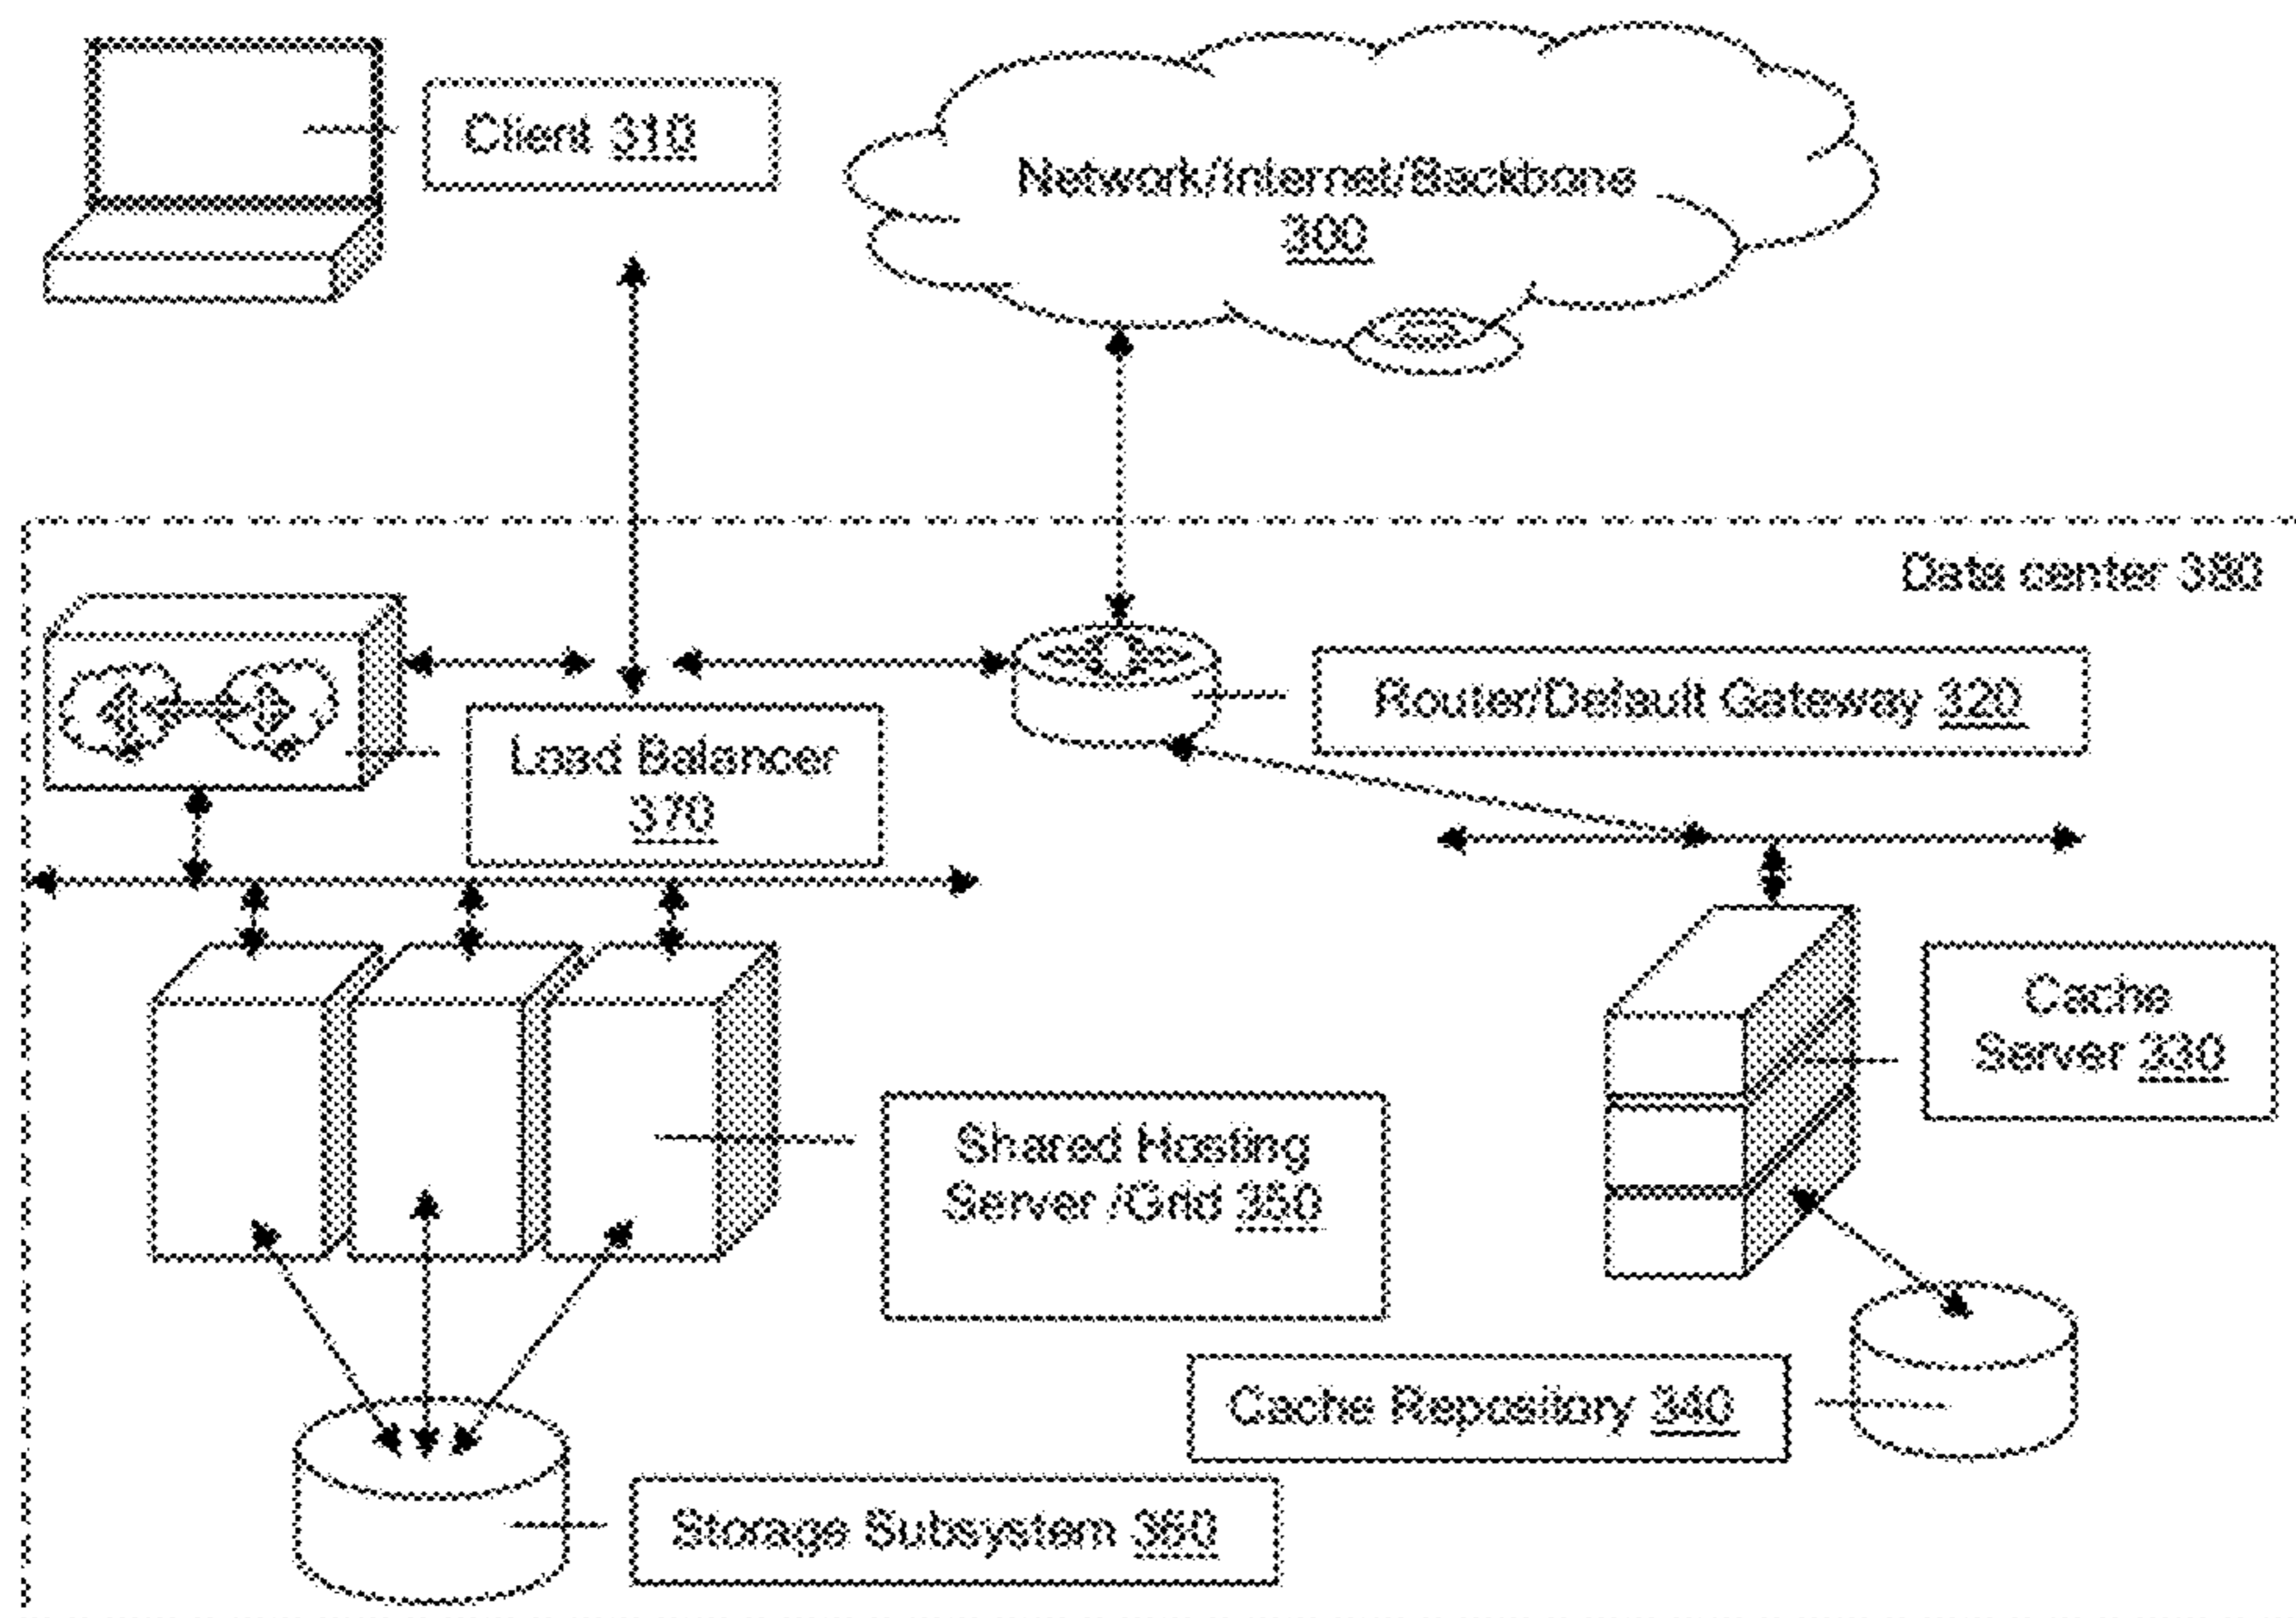 Client 310
Network/Internet/Backbone
300
Data center 380
Router/Default Gateway 320
Load Balancer
370
Cache
Server 330
Shared Hosting
Server /Grid 350
Cache Repository 340
Storage Subsystem 360